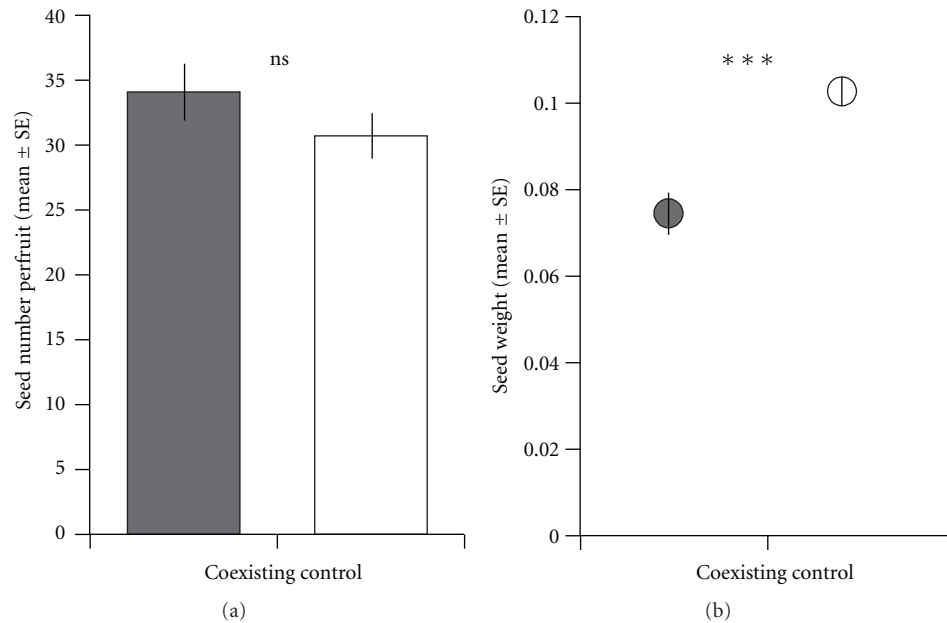 40
35
30
25
20
15
10
5
0
Seed number perfruit (mean ± SE)
ns
Coexisting control
(a)
0.12
0.1
0.08
0.06
0.04
0.02
0
Seed weight (mean ± SE)
∗∗∗
Coexisting control
(b)